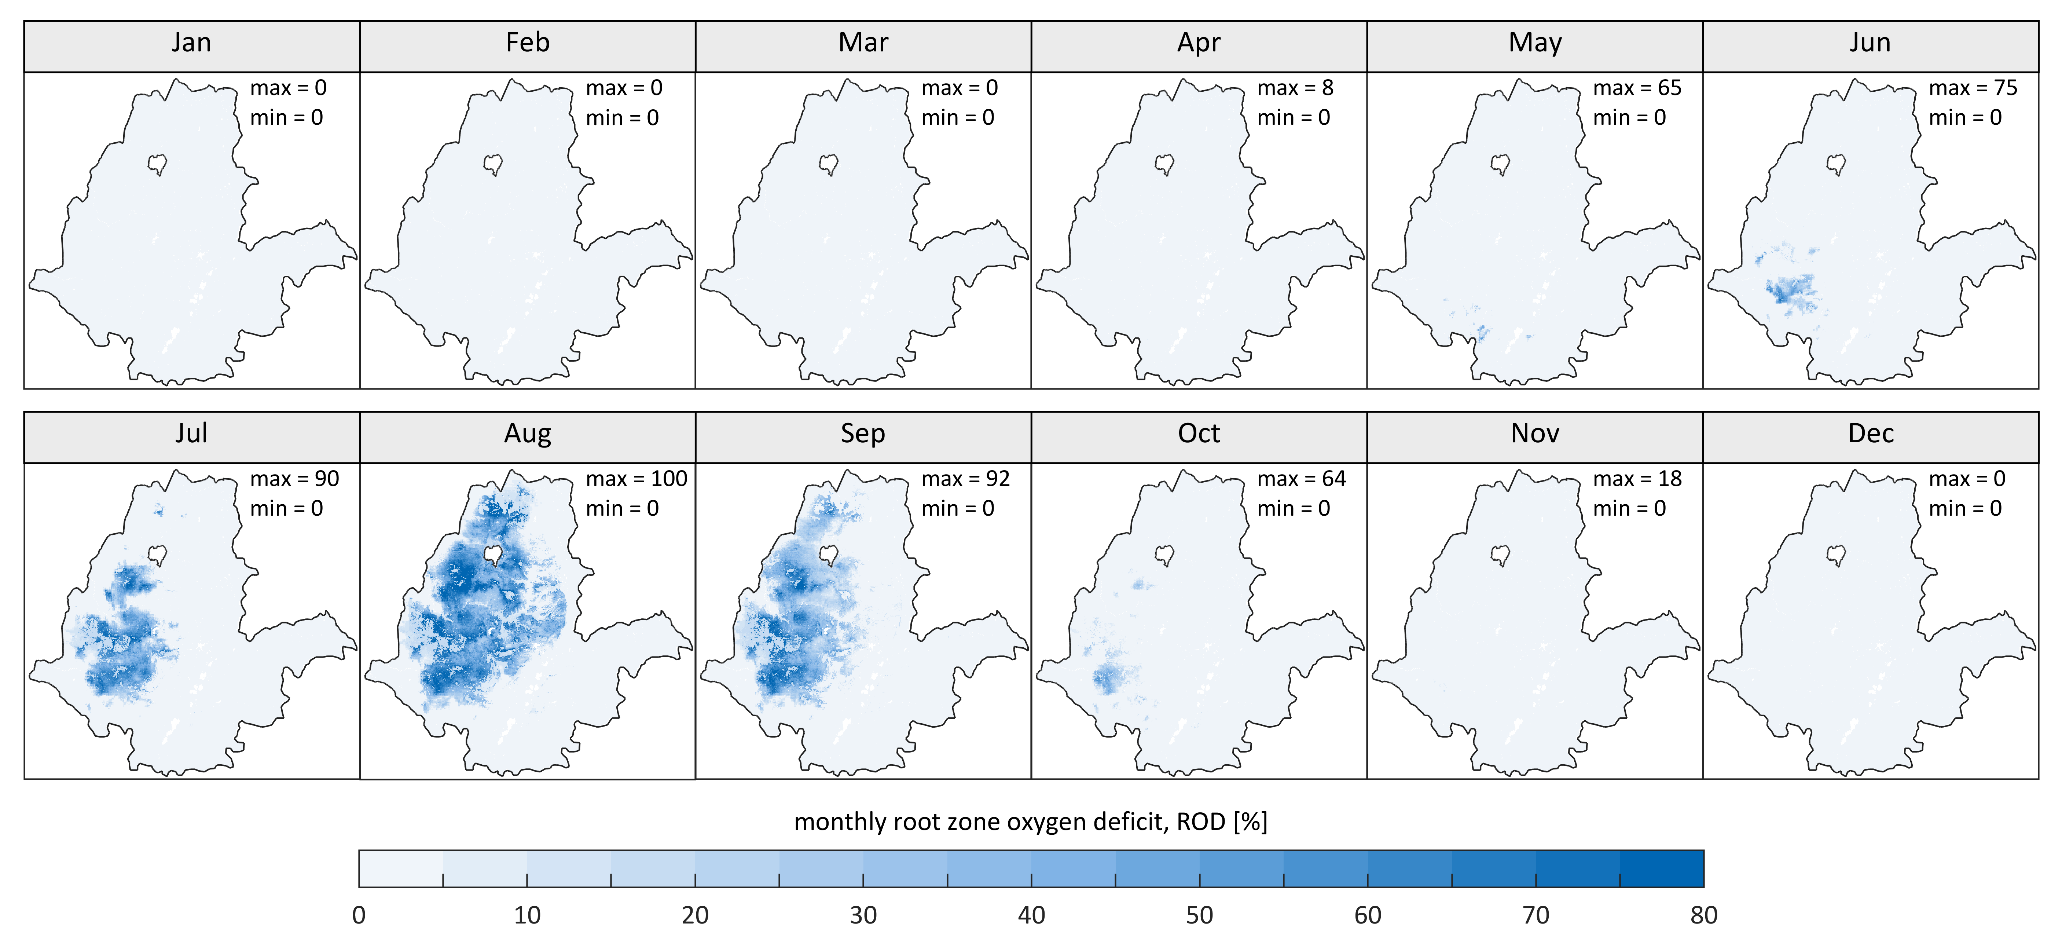 Jan Feb Mar Apr May Jun
max = 0 max = 0 max = 0 max = 8 max = 65 max = 75
min = 0 min = 0 min = 0 min = 0 min = 0 min = 0
Jul Aug Sep Oct Nov Dec
max = 90 max = 100 max = 92 max = 64 max = 18 max = 0
min = 0 min = 0 min = 0 min = 0 min = 0 min = 0
monthly root zone oxygen deficit, ROD [%]
0 10 20 30 40 50 60 70 80